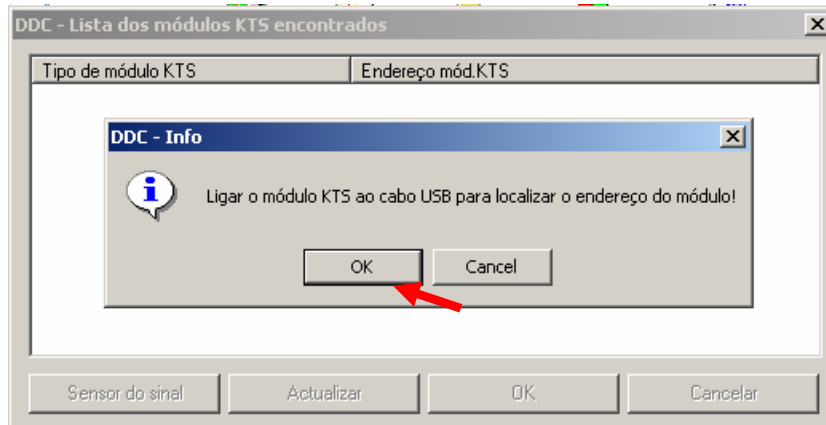 DDC - Lista dos módulos KTS encontrados
Tipo de módulo KTS Endereço mód.KTS
DDC - Info
Ligar o módulo KTS ao cabo USB para localizar o endereço do módulo!
OK Cancel
Sensor do sinal Actualizar OK Cancelar